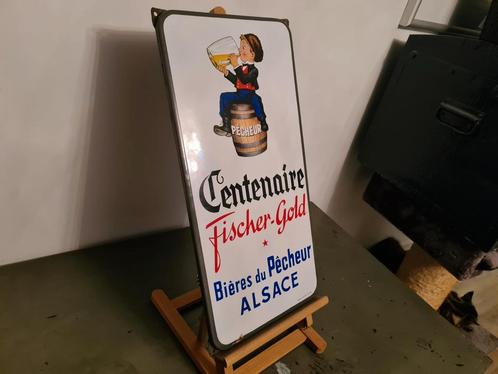 PÊCHEUR
Centenaire
Fischer-Gold
Bières du Pêcheur
ALSACE